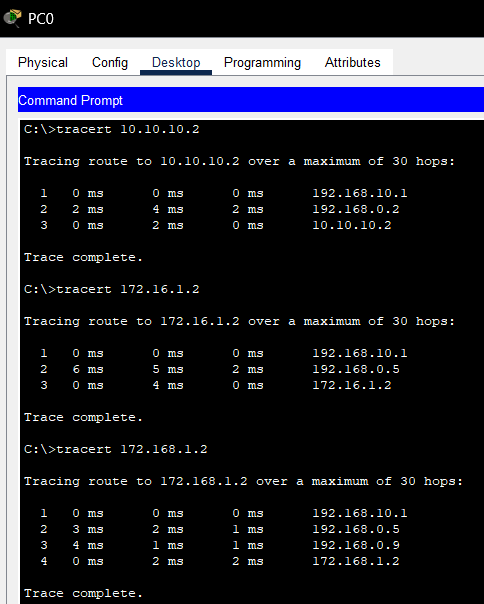 PC0
Physical Config Desktop Programming Attributes
Command Prompt
C:\>tracert 10.10.10.2
Tracing route to 10.10.10.2 over a maximum of 30 hops:
1 0 ms 0 ms 0 ms 192.168.10.1
2 2 ms 4 ms 2 ms 192.168.0.2
3 0 ms 2 ms 0 ms 10.10.10.2
Trace complete.
C:\>tracert 172.16.1.2
Tracing route to 172.16.1.2 over a maximum of 30 hops:
1 0 ms 0 ms 0 ms 192.168.10.1
2 6 ms 5 ms 2 ms 192.168.0.5
3 0 ms 4 ms 0 ms 172.16.1.2
Trace complete.
C:\>tracert 172.168.1.2
Tracing route to 172.168.1.2 over a maximum of 30 hops:
1 0 ms 0 ms 0 ms 192.168.10.1
2 3 ms 2 ms 1 ms 192.168.0.5
3 4 ms 1 ms 1 ms 192.168.0.9
4 0 ms 2 ms 2 ms 172.168.1.2
Trace complete.